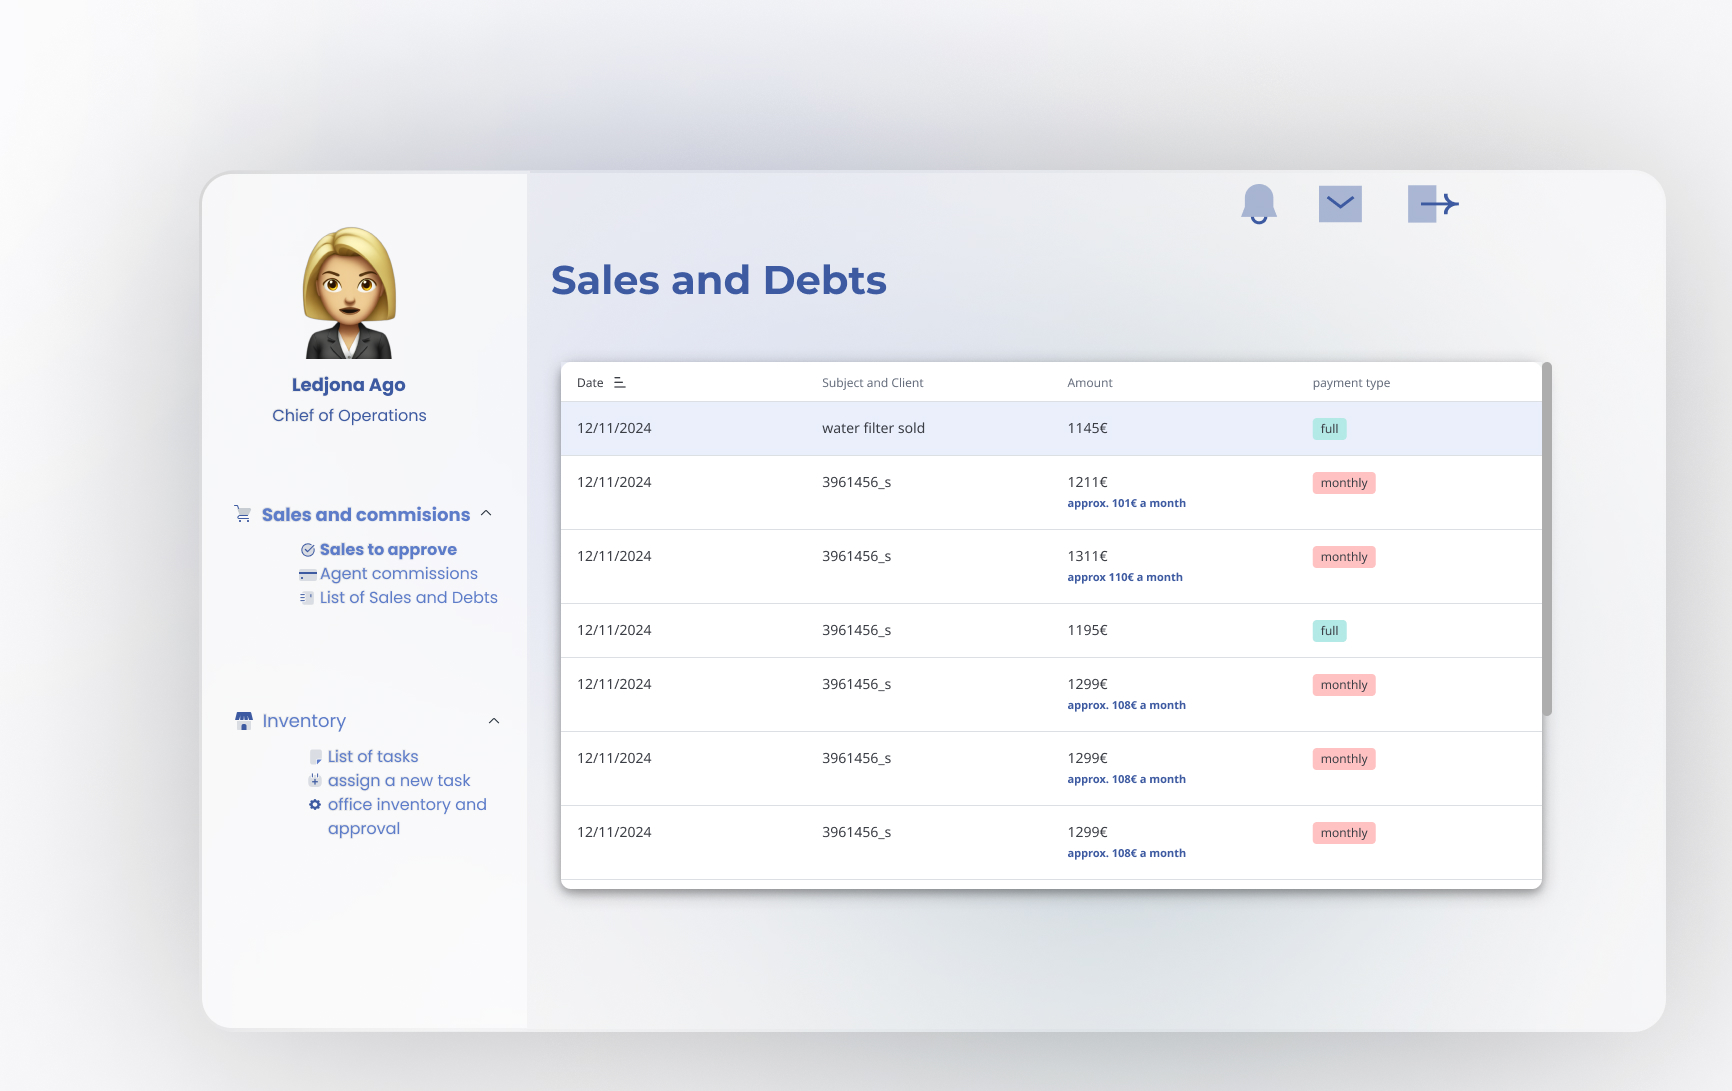 Ledjona Ago
Chief of Operations
Sales and commisions
Sales to approve
Agent commissions
List of Sales and Debts
Inventory
List of tasks
assign a new task
office inventory and
approval
Sales and Debts
Date Subject and Client Amount payment type
12/11/2024 water filter sold 1145€ full
12/11/2024 3961456_s 1211€ monthly
approx. 101€ a month
12/11/2024 3961456_s 1311€ monthly
approx 110€ a month
12/11/2024 3961456_s 1195€ full
12/11/2024 3961456_s 1299€ monthly
approx. 108€ a month
12/11/2024 3961456_s 1299€ monthly
approx. 108€ a month
12/11/2024 3961456_s 1299€ monthly
approx. 108€ a month